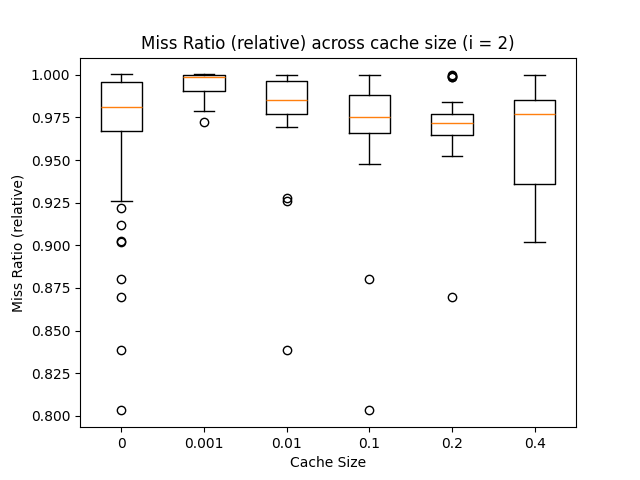 Miss Ratio (relative) across cache size (i = 2)
Miss Ratio (relative)
1.000
0.975
0.950
0.925
0.900
0.875
0.850
0.825
0.800
0 0.001 0.01 0.1 0.2 0.4
Cache Size